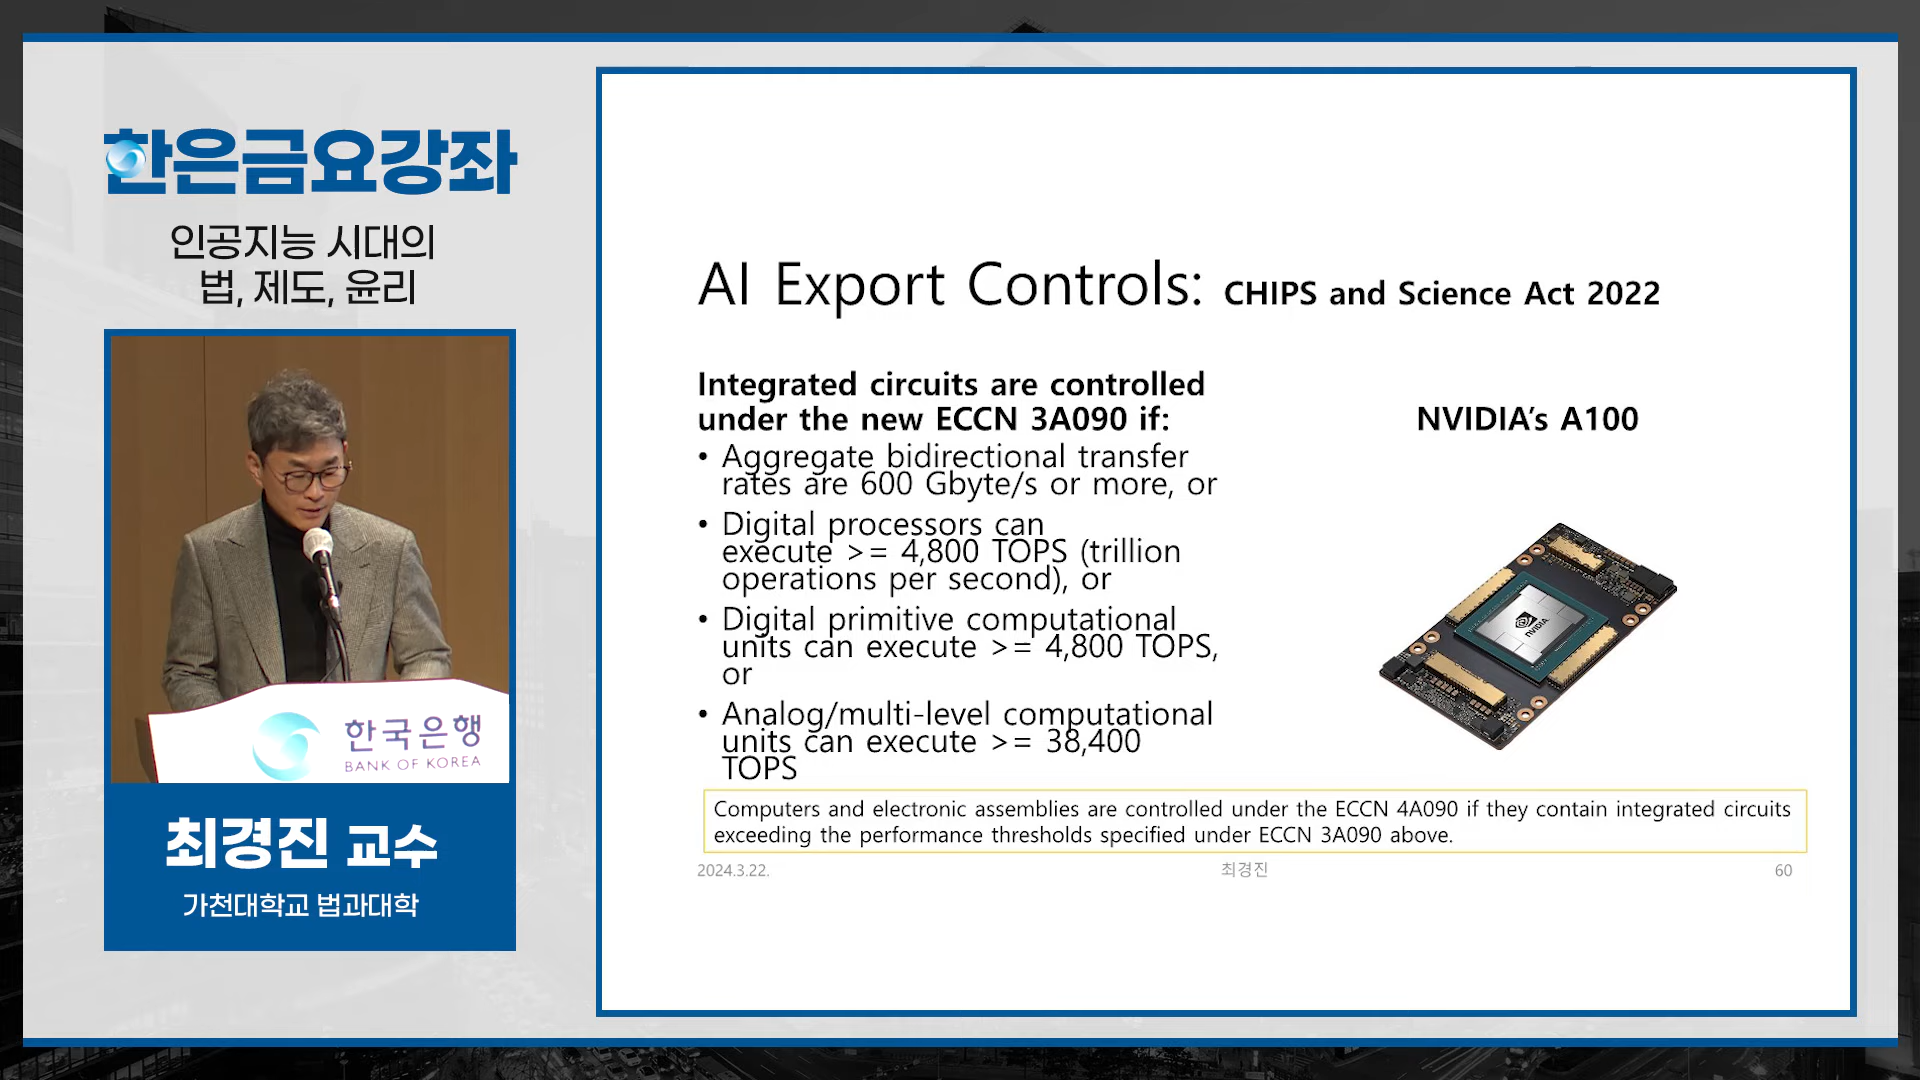 한은금요강좌
인공지능 시대의
법, 제도, 윤리
한국은행
BANK OF KOREA
최경진 교수
가천대학교 법과대학
AI Export Controls: CHIPS and Science Act 2022
Integrated circuits are controlled
under the new ECCN 3A090 if:
• Aggregate bidirectional transfer
rates are 600 Gbyte/s or more, or
• Digital processors can
execute >= 4,800 TOPS (trillion
operations per second), or
• Digital primitive computational
units can execute >= 4,800 TOPS,
or
• Analog/multi-level computational
units can execute >= 38,400
TOPS
NVIDIA’s A100
NVIDIA
Computers and electronic assemblies are controlled under the ECCN 4A090 if they contain integrated circuits
exceeding the performance thresholds specified under ECCN 3A090 above.
2024.3.22.
최경진
60